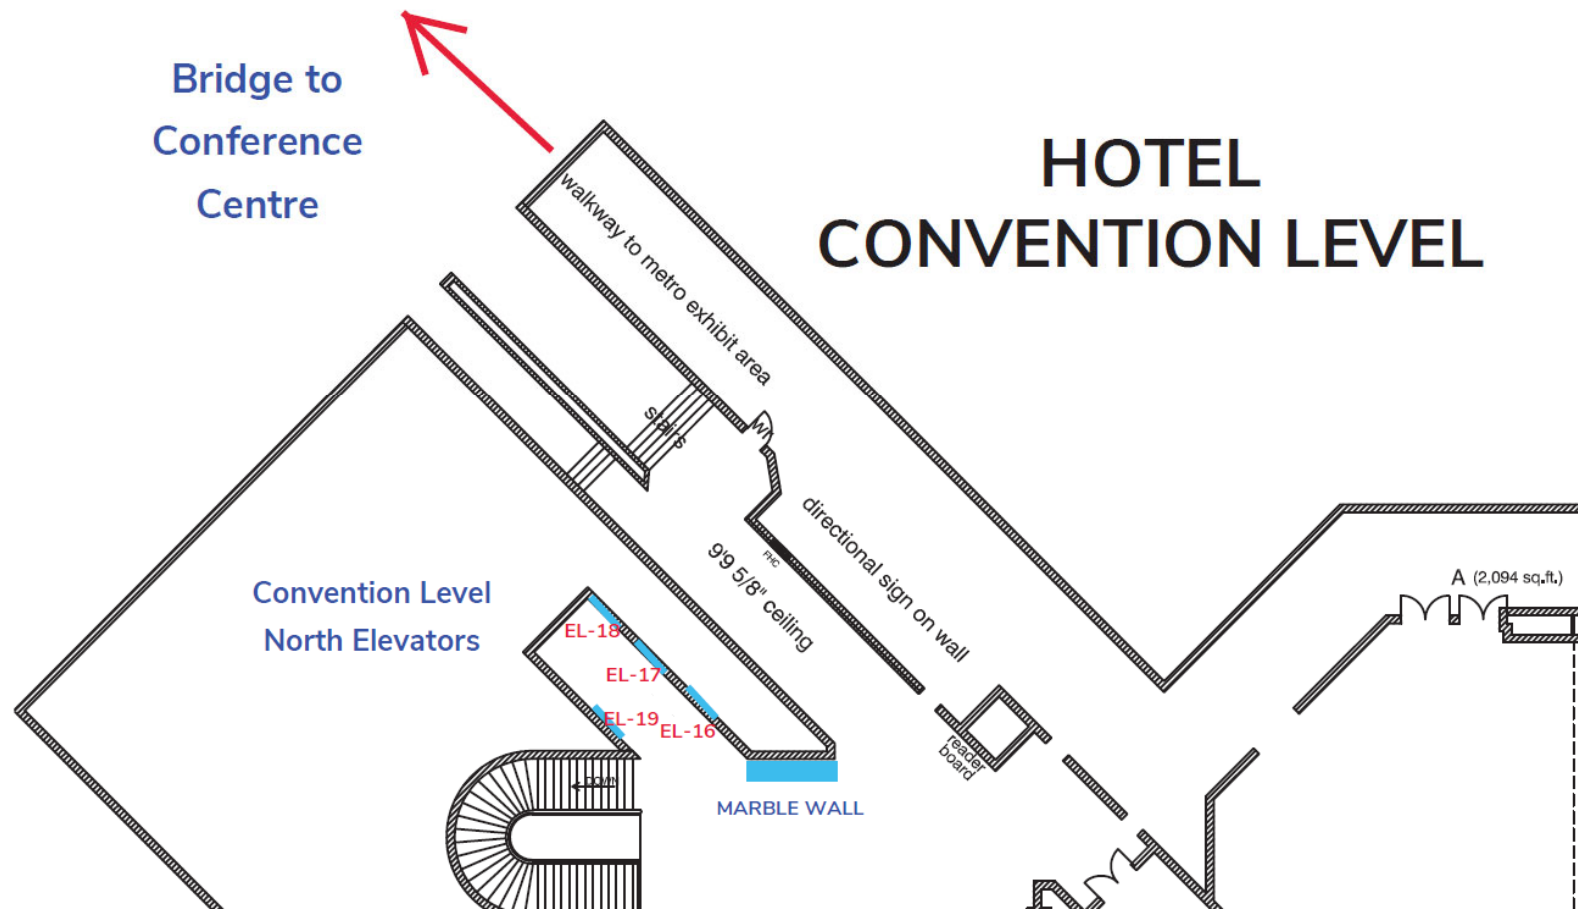 Bridge to
Conference
Centre
HOTEL
CONVENTION LEVEL
walkway to metro exhibit area
stairs
directional sign on wall
FHC
9'9 5/8" ceiling
A (2,094 sq.ft.)
Convention Level
North Elevators
EL-18
EL-17
EL-19
EL-16
reader
board
DOWN
MARBLE WALL